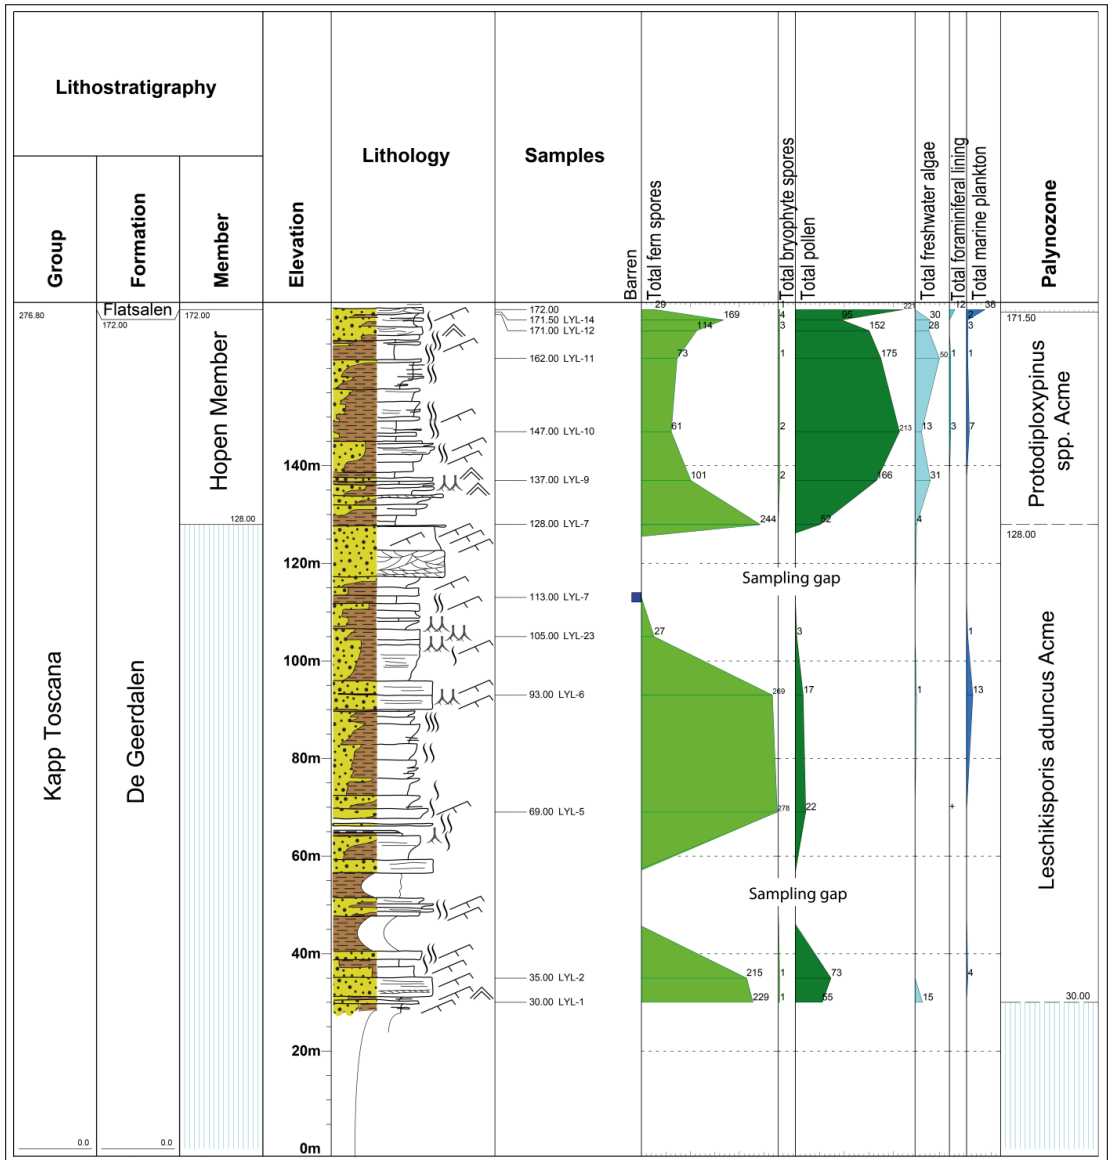 Lithostratigraphy
Group
Formation
Member
Elevation
Lithology
Samples
Barren
Total fern spores
Total bryophyte spores
Total pollen
Total freshwater algae
Total foraminiferal lining
Total marine plankton
Palynozone
276.80
Flatsalen
172.00
172.00
Kapp Toscana
De Geerdalen
Hopen Member
128.00
0.0
0.0
140m
120m
100m
80m
60m
40m
20m
0m
172.00
171.50 LYL-14
171.00 LYL-12
162.00 LYL-11
147.00 LYL-10
137.00 LYL-9
128.00 LYL-7
113.00 LYL-7
105.00 LYL-23
93.00 LYL-6
69.00 LYL-5
35.00 LYL-2
30.00 LYL-1
29 4 221 12 38
169 95 30 2
114 3 152 28 3
73 1 175 50 1 1
61 2 213 13 3 7
101 2 166 31
244 52 4
Sampling gap
27 3 1
269 17 1 13
278 22 +
Sampling gap
215 1 73 4
229 1 55 15
171.50
Protodiploxypinus
spp. Acme
128.00
Leschikisporis aduncus Acme
30.00